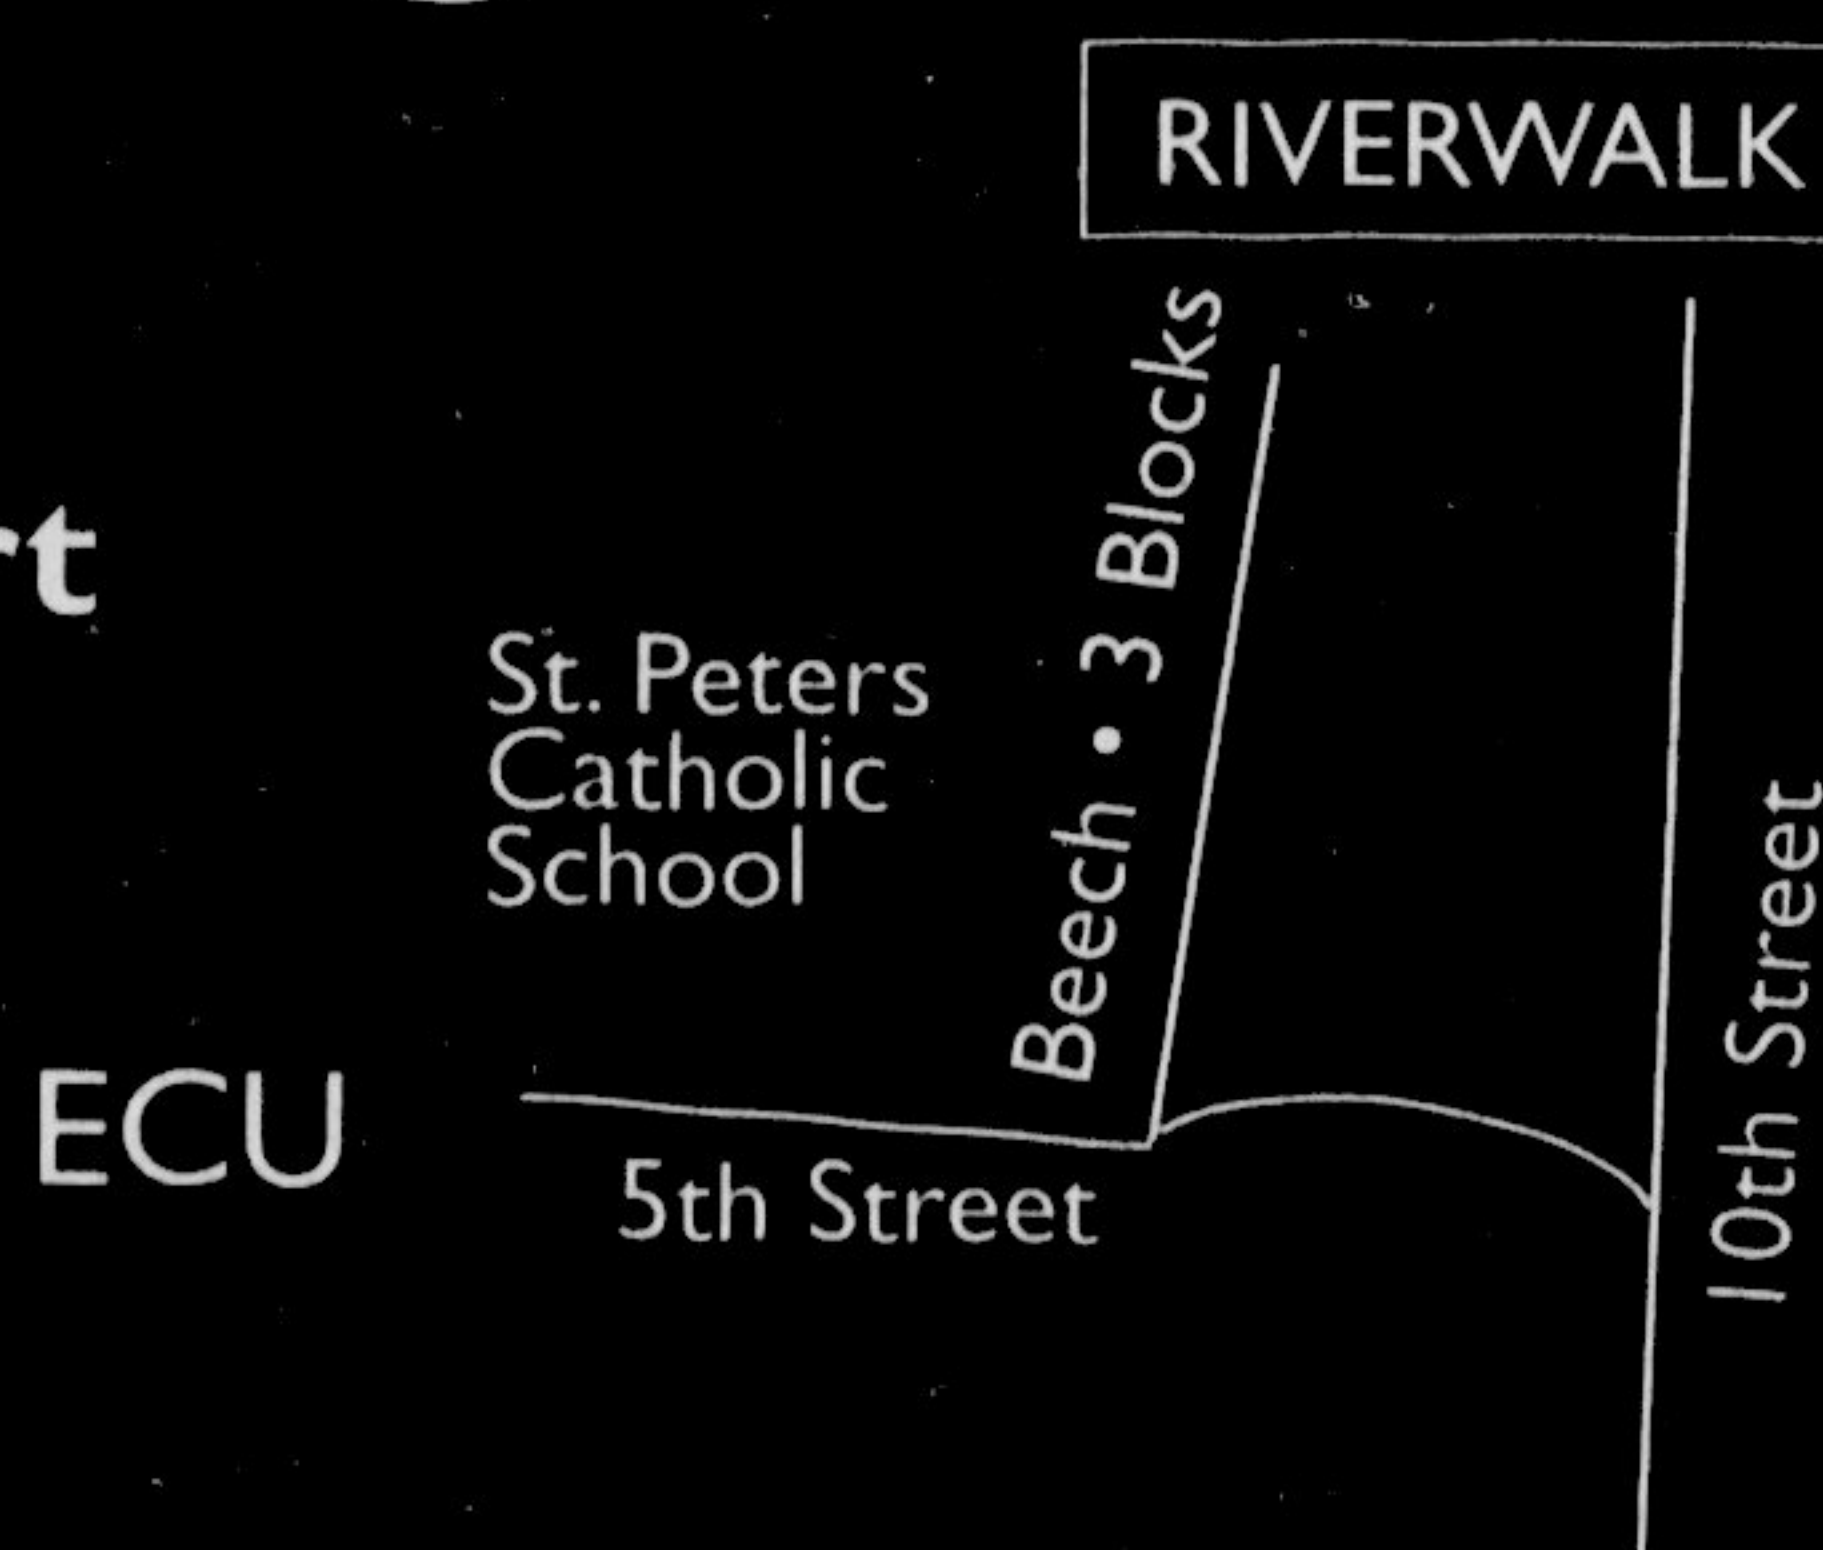 RIVERWALK
Beech • 3 Blocks
St. Peters
Catholic
School
ECU
5th Street
10th Street